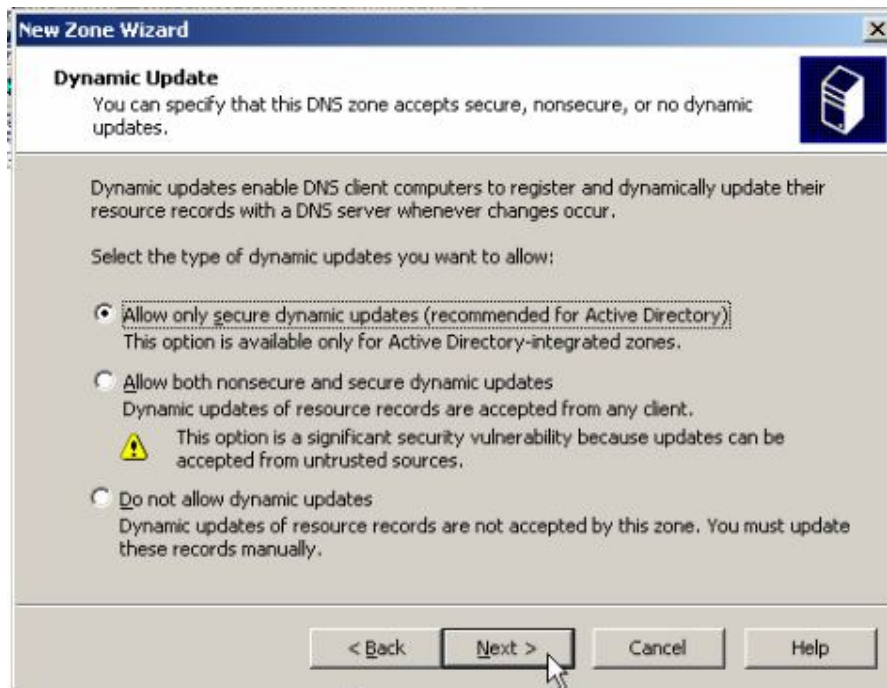 New Zone Wizard
Dynamic Update
You can specify that this DNS zone accepts secure, nonsecure, or no dynamic
updates.
Dynamic updates enable DNS client computers to register and dynamically update their
resource records with a DNS server whenever changes occur.
Select the type of dynamic updates you want to allow:
Allow only secure dynamic updates (recommended for Active Directory)
This option is available only for Active Directory-integrated zones.
Allow both nonsecure and secure dynamic updates
Dynamic updates of resource records are accepted from any client.
This option is a significant security vulnerability because updates can be
accepted from untrusted sources.
Do not allow dynamic updates
Dynamic updates of resource records are not accepted by this zone. You must update
these records manually.
< Back
Next >
Cancel
Help